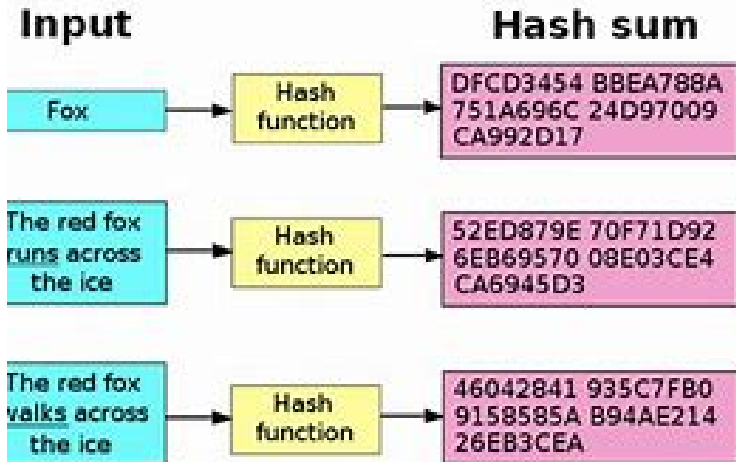 Input
Hash sum
Fox
Hash
function
DFCD3454 BBEA788A
751A696C 24D97009
CA992D17
The red fox
runs across
the ice
Hash
function
52ED879E 70F71D92
6EB69570 08E03CE4
CA6945D3
The red fox
walks across
the ice
Hash
function
46042841 935C7FB0
9158585A B94AE214
26EB3CEA